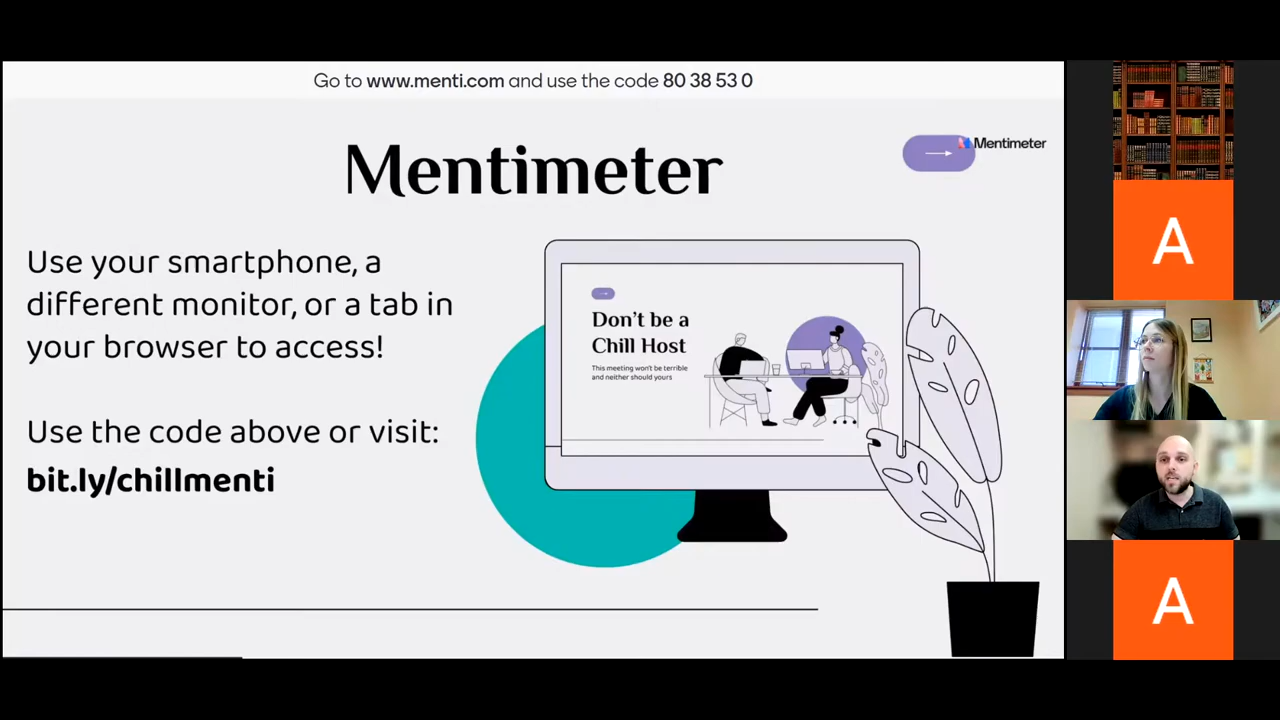 Go to www.menti.com and use the code 80 38 53 0
Mentimeter
Mentimeter
Use your smartphone, a
different monitor, or a tab in
your browser to access!
Use the code above or visit:
bit.ly/chillmenti
Don't be a
Chill Host
This meeting won't be terrible
and neither should yours
A
A